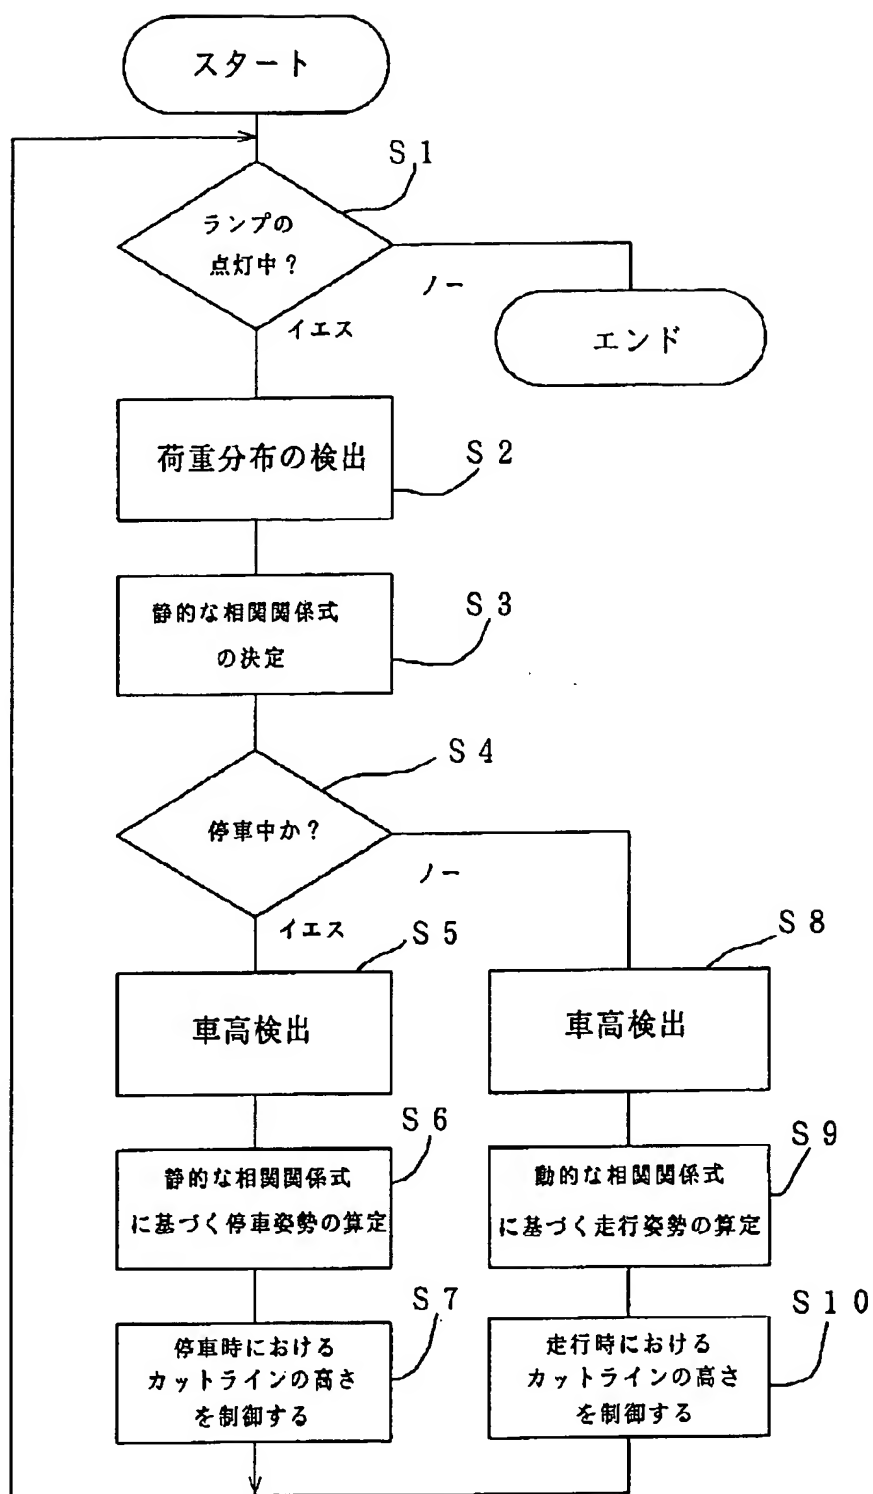 スタート
S1
ランプの
点灯中？
ノー
イエス
エンド
荷重分布の検出
S2
静的な相関関係式
の決定
S3
S4
停車中か？
ノー
イエス
S5
車高検出
S8
車高検出
S6
静的な相関関係式
に基づく停車姿勢の算定
S9
動的な相関関係式
に基づく走行姿勢の算定
S7
停車時における
カットラインの高さ
を制御する
S10
走行時における
カットラインの高さ
を制御する